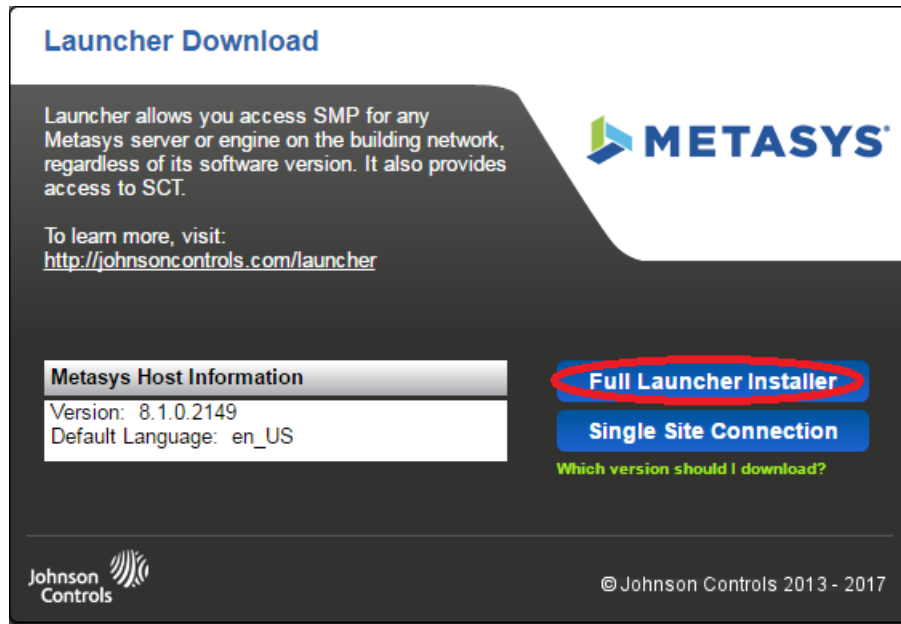 Launcher Download
Launcher allows you access SMP for any
Metasys server or engine on the building network,
regardless of its software version. It also provides
access to SCT.
To learn more, visit:
http://johnsoncontrols.com/launcher
METASYS
Metasys Host Information
Version: 8.1.0.2149
Default Language: en_US
Full Launcher Installer
Single Site Connection
Which version should I download?
Johnson
Controls
© Johnson Controls 2013 - 2017